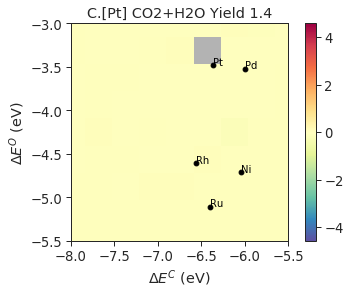 C.[Pt] CO2+H2O Yield 1.4
−3.0
−3.5
−4.0
−4.5
−5.0
−5.5
ΔE^O (eV)
Pt
Pd
Rh
Ni
Ru
−8.0 −7.5 −7.0 −6.5 −6.0 −5.5
ΔE^C (eV)
4
2
0
−2
−4